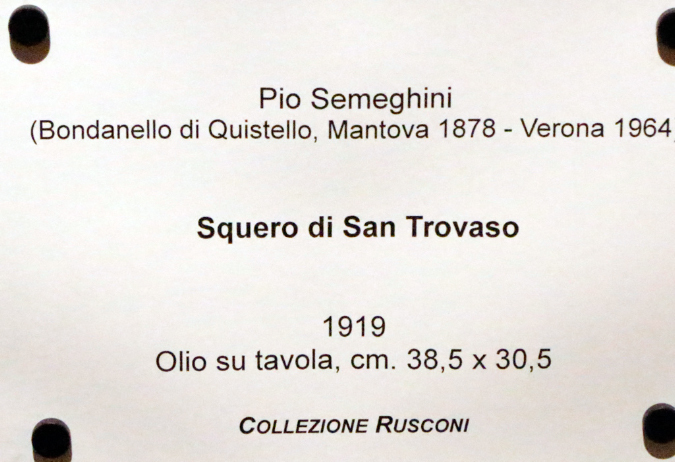 Pio Semeghini
(Bondanello di Quistello, Mantova 1878 - Verona 1964)
Squero di San Trovaso
1919
Olio su tavola, cm. 38,5 x 30,5
COLLEZIONE RUSCONI